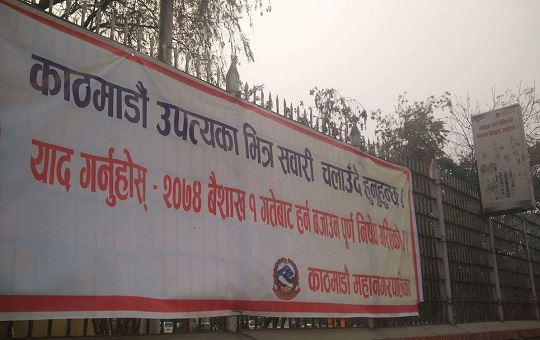 काठमाडौं उपत्यका भित्र सवारी चलाउँदै हुनुहुन्छ ?
याद गर्नुहोस् : २०७४ बैशाख १ गतेबाट हर्न बजाउन पूर्ण निषेध गरिएको छ ।
काठमाडौं महानगरपालिका